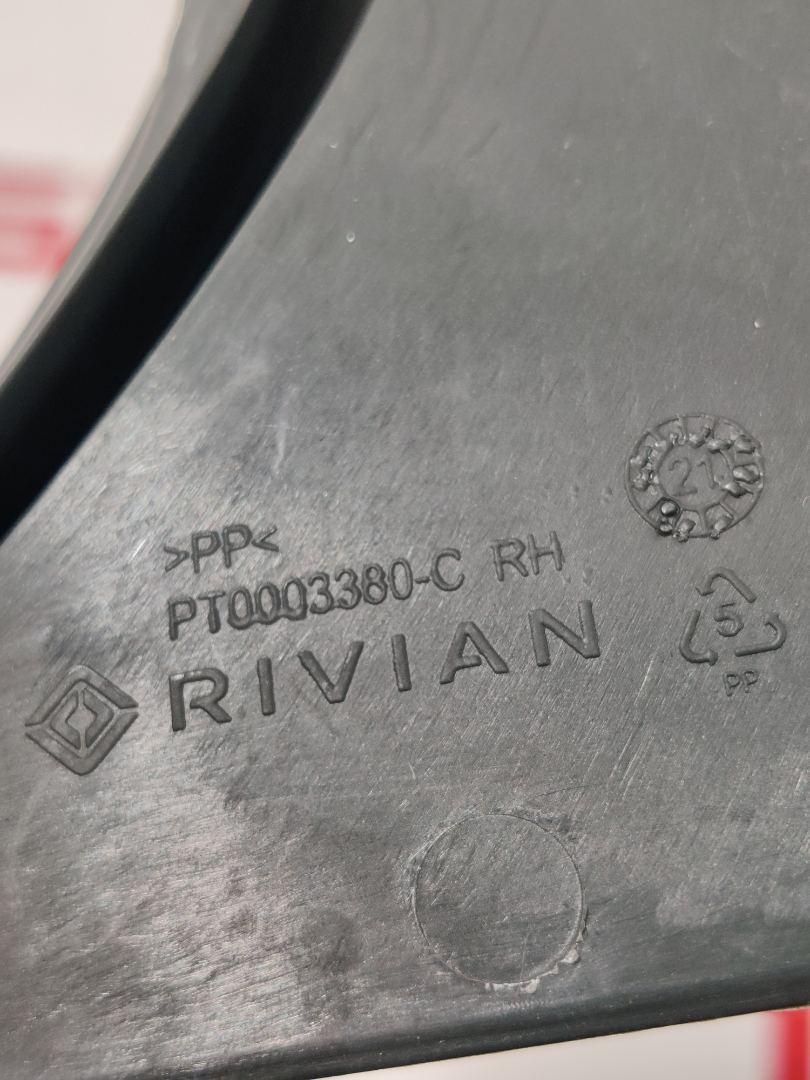 21
>PP<
PT0003380-C RH
RIVIAN
5
PP